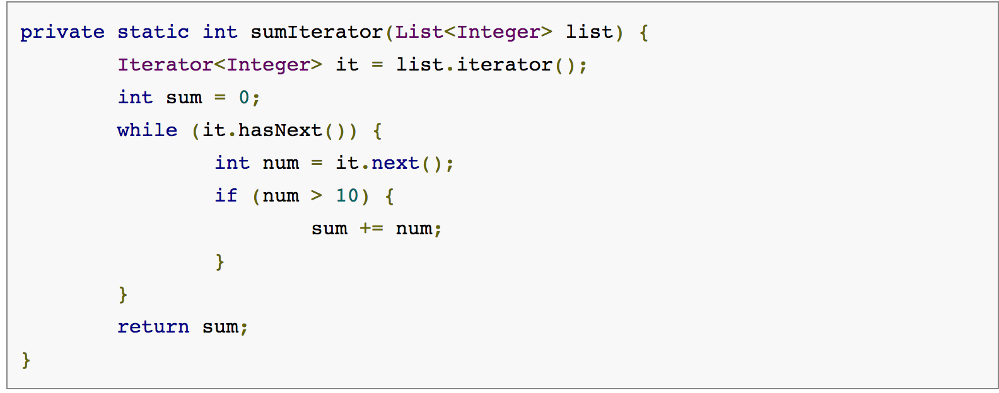 private static int sumIterator(List<Integer> list) {
        Iterator<Integer> it = list.iterator();
        int sum = 0;
        while (it.hasNext()) {
                int num = it.next();
                if (num > 10) {
                        sum += num;
                }
        }
        return sum;
}